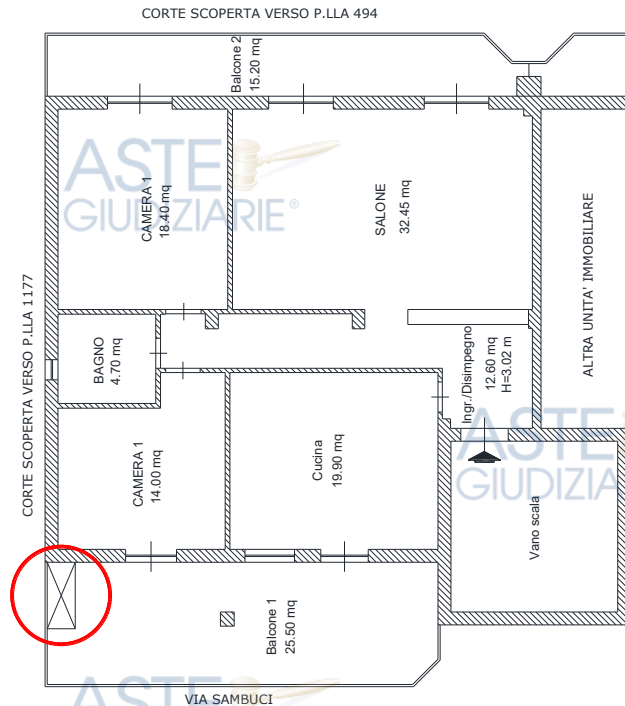 CORTE SCOPERTA VERSO P.LLA 494
Balcone 2
15.20 mq
ASTE
GIUDIZIARIE®
CAMERA 1
18.40 mq
SALONE
32.45 mq
ALTRA UNITA' IMMOBILIARE
CORTE SCOPERTA VERSO P.LLA 1177
BAGNO
4.70 mq
Ingr./Disimpegno
12.60 mq
H=3.02 m
CAMERA 1
14.00 mq
Cucina
19.90 mq
ASTE
GIUDIZIA
Vano scala
Balcone 1
25.50 mq
ASTE
VIA SAMBUCI